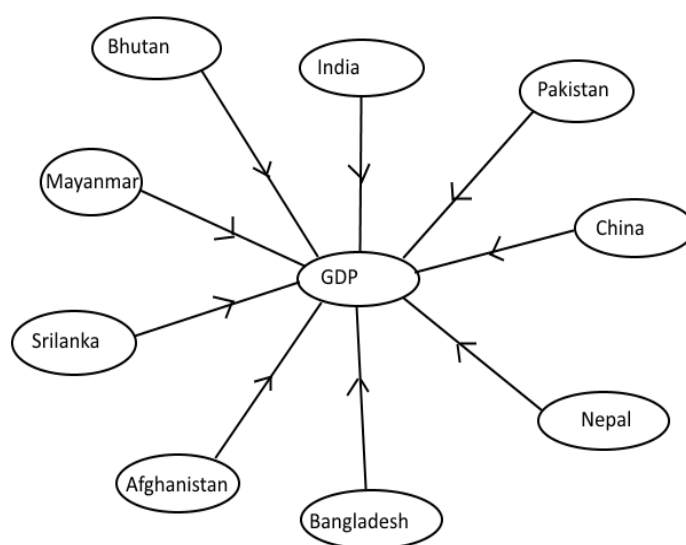 Bhutan
India
Pakistan
Mayanmar
China
GDP
Srilanka
Nepal
Afghanistan
Bangladesh